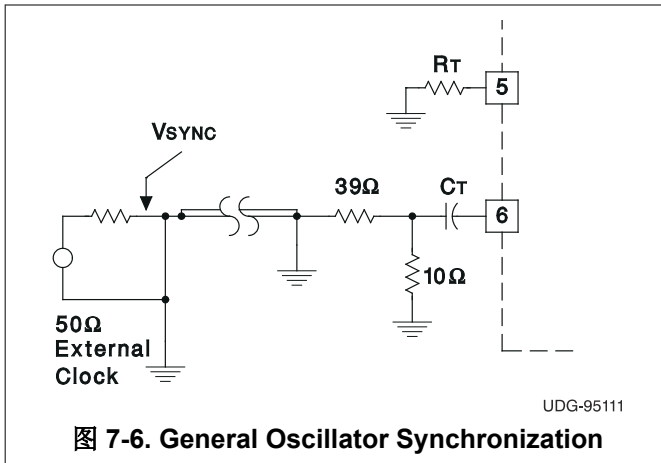 RT
5
VSYNC
39Ω
CT
6
10Ω
50Ω
External
Clock
UDG-95111
图 7-6. General Oscillator Synchronization